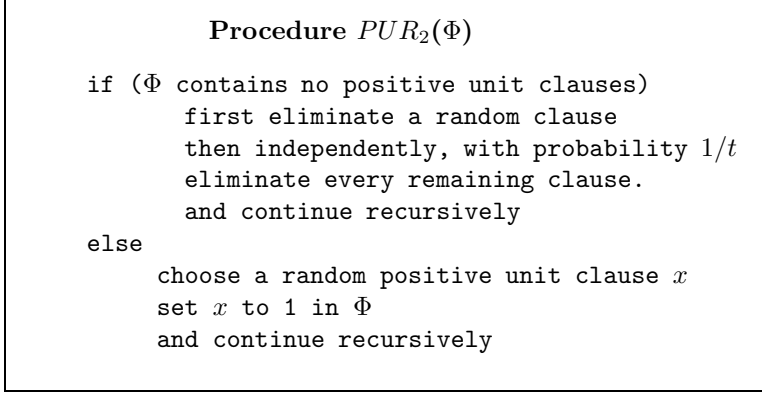 Procedure PUR₂(Φ)
if (Φ contains no positive unit clauses)
first eliminate a random clause
then independently, with probability 1/t
eliminate every remaining clause.
and continue recursively
else
choose a random positive unit clause x
set x to 1 in Φ
and continue recursively